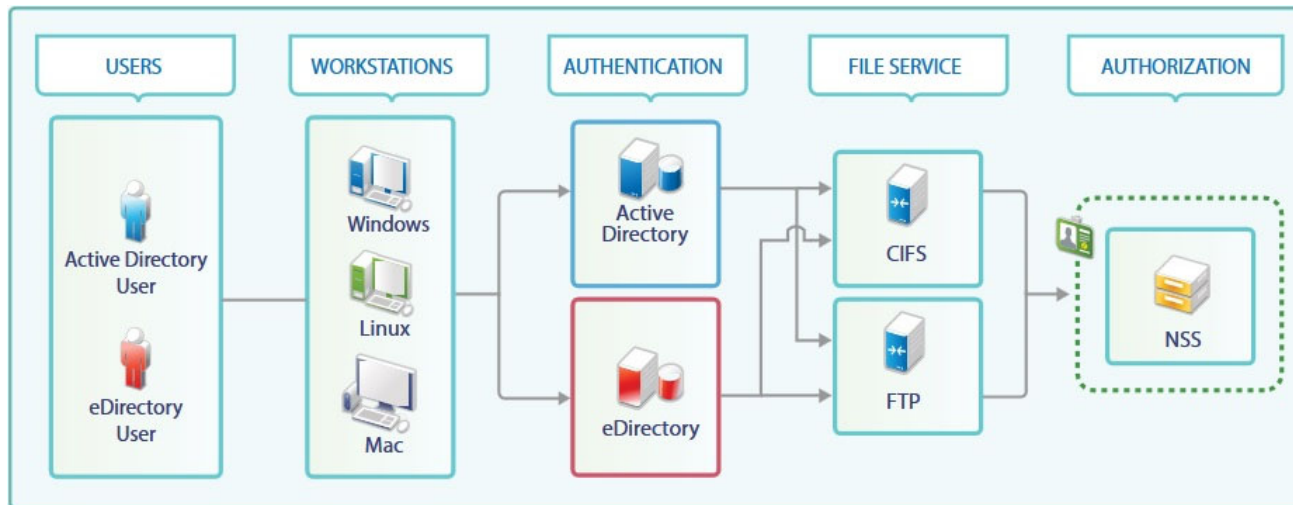 USERS
WORKSTATIONS
AUTHENTICATION
FILE SERVICE
AUTHORIZATION
Active Directory
User
eDirectory
User
Windows
Linux
Mac
Active
Directory
eDirectory
CIFS
FTP
NSS